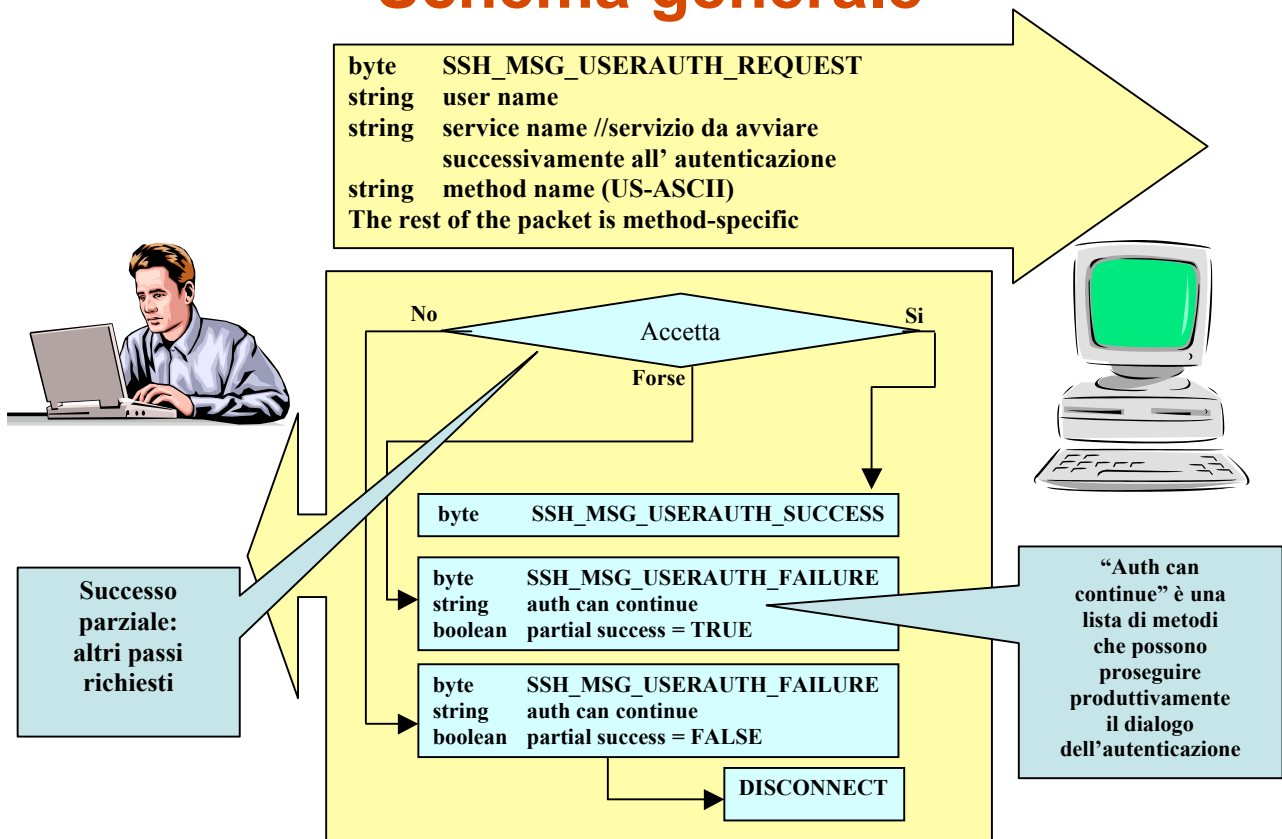 Schema generale
byte SSH_MSG_USERAUTH_REQUEST
string user name
string service name //servizio da avviare
successivamente all' autenticazione
string method name (US-ASCII)
The rest of the packet is method-specific
No
Si
Accetta
Forse
byte SSH_MSG_USERAUTH_SUCCESS
byte SSH_MSG_USERAUTH_FAILURE
string auth can continue
boolean partial success = TRUE
byte SSH_MSG_USERAUTH_FAILURE
string auth can continue
boolean partial success = FALSE
DISCONNECT
Successo
parziale:
altri passi
richiesti
“Auth can
continue” è una
lista di metodi
che possono
proseguire
produttivamente
il dialogo
dell’autenticazione